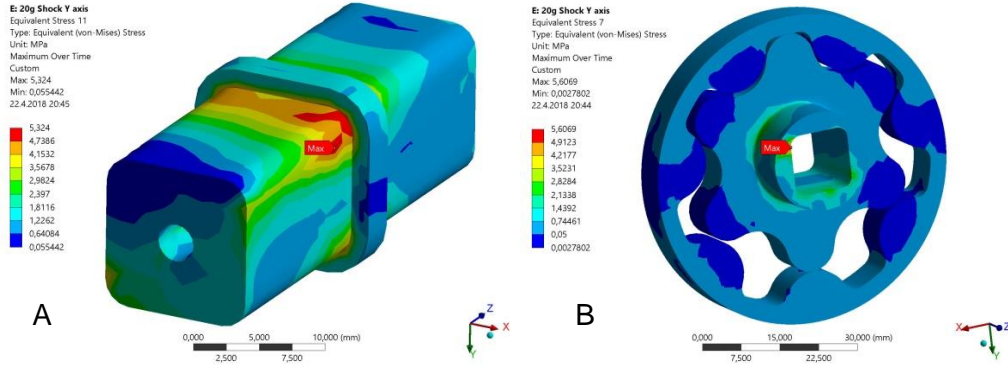 E: 20g Shock Y axis
Equivalent Stress 11
Type: Equivalent (von-Mises) Stress
Unit: MPa
Maximum Over Time
Custom
Max: 5,324
Min: 0,055442
22.4.2018 20:45
5,324
4,7386
4,1532
3,5678
2,9824
2,397
1,8116
1,2262
0,64084
0,055442
Max
A
0,000 5,000 10,000 (mm)
2,500 7,500
Z
X
Y
E: 20g Shock Y axis
Equivalent Stress 7
Type: Equivalent (von-Mises) Stress
Unit: MPa
Maximum Over Time
Custom
Max: 5,6069
Min: 0,0027802
22.4.2018 20:44
5,6069
4,9123
4,2177
3,5231
2,8284
2,1338
1,4392
0,74461
0,05
0,0027802
Max
B
0,000 15,000 30,000 (mm)
7,500 22,500
X
Z
Y